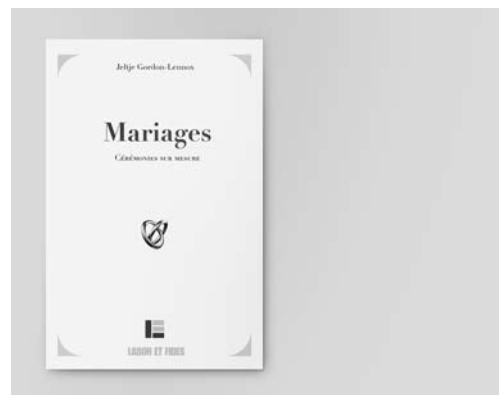 Jeltje Gordon-Lennox
Mariages
Cérémonies sur mesure
LABOR ET FIDES